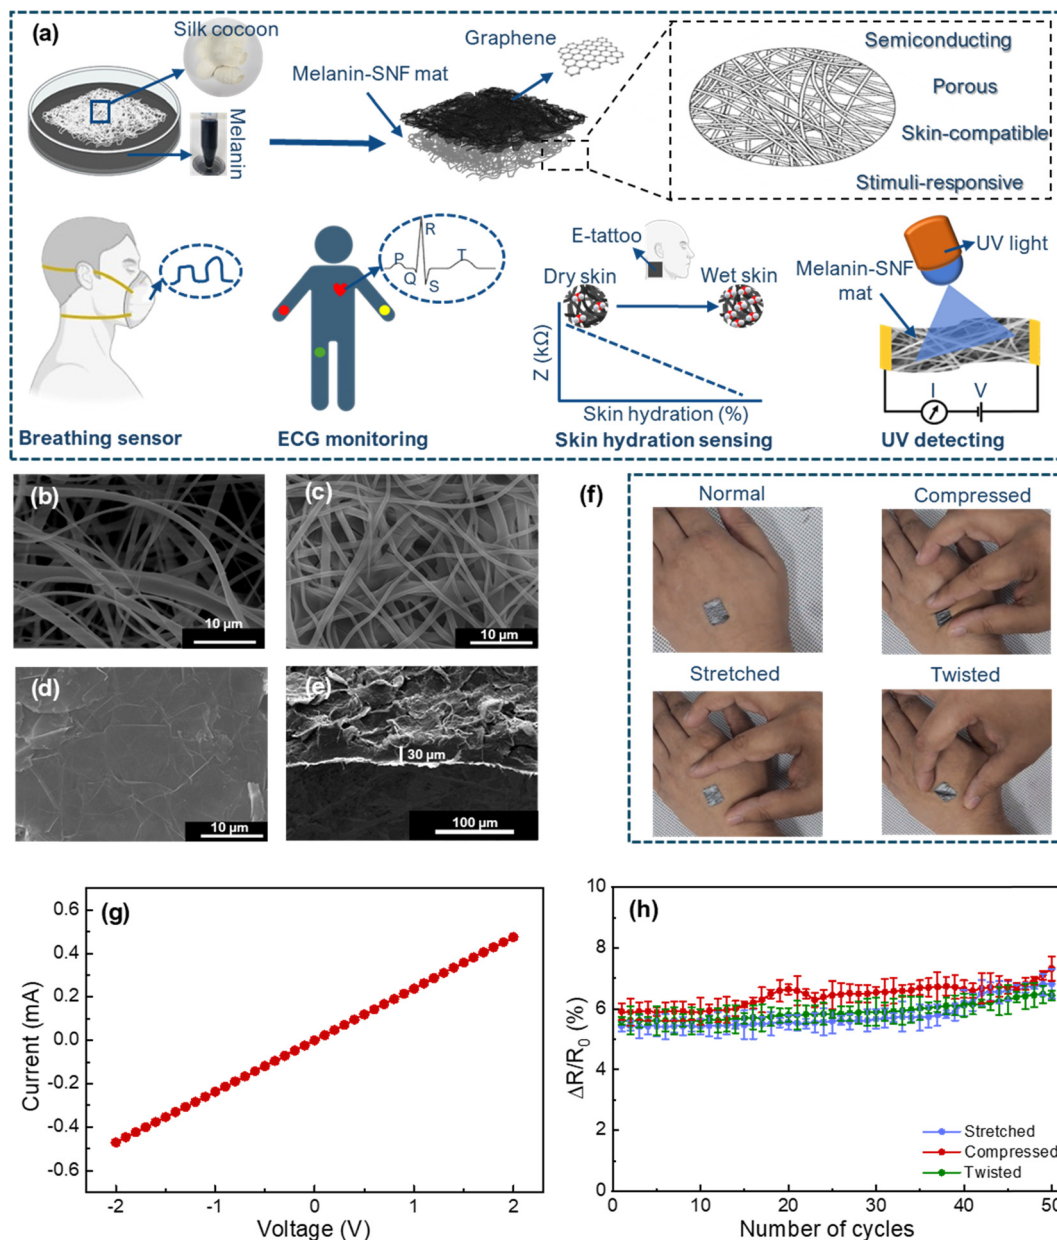 (a)
Silk cocoon
Graphene
Melanin-SNF mat
Melanin
Semiconducting
Porous
Skin-compatible
Stimuli-responsive
P
Q
R
S
T
E-tattoo
Dry skin
Wet skin
Z (kΩ)
Skin hydration (%)
UV light
Melanin-SNF
mat
I
V
Breathing sensor
ECG monitoring
Skin hydration sensing
UV detecting
(b)
10 µm
(c)
10 µm
(d)
10 µm
(e)
30 µm
100 µm
(f)
Normal
Compressed
Stretched
Twisted
(g)
Current (mA)
0.6
0.4
0.2
0.0
-0.2
-0.4
-0.6
-2
-1
0
1
2
Voltage (V)
(h)
ΔR/R0 (%)
10
8
6
4
2
0
Stretched
Compressed
Twisted
0
10
20
30
40
50
Number of cycles